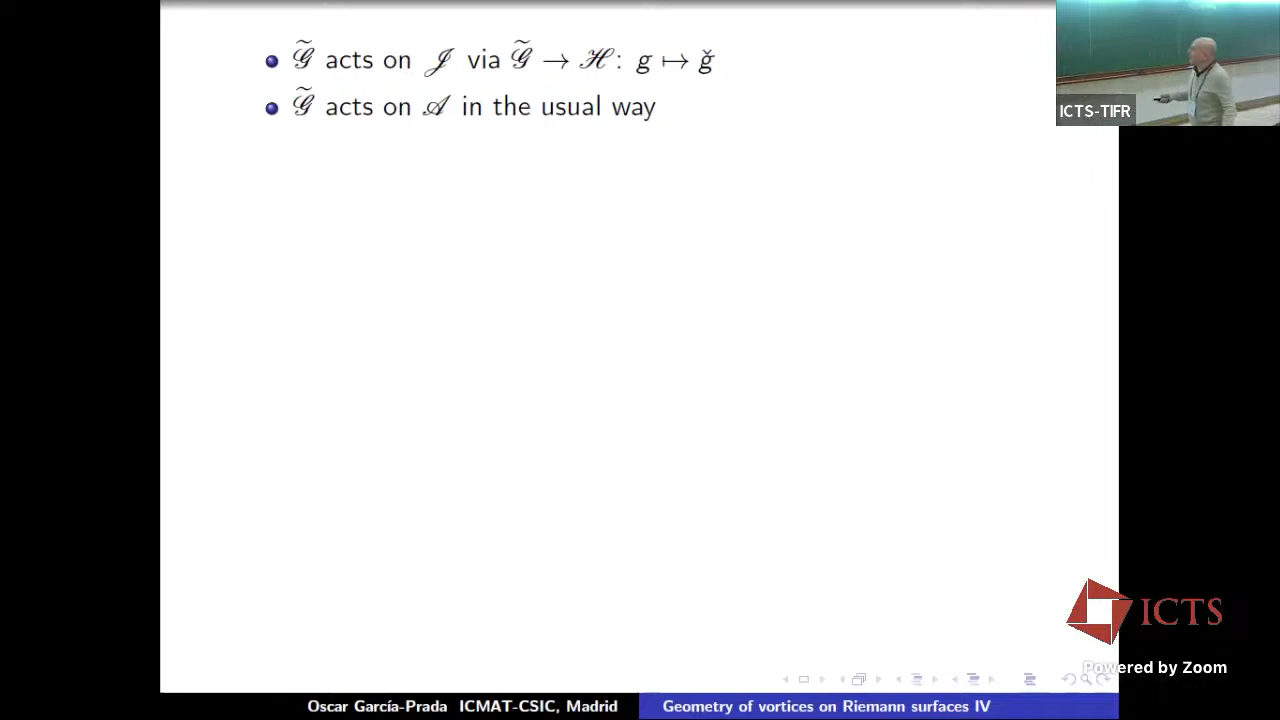 𝒢̃ acts on 𝒥 via 𝒢̃ → ℋ: g ↦ ǧ
𝒢̃ acts on 𝒜 in the usual way
ICTS-TIFR
ICTS
Powered by Zoom
Oscar García-Prada ICMAT-CSIC, Madrid
Geometry of vortices on Riemann surfaces IV